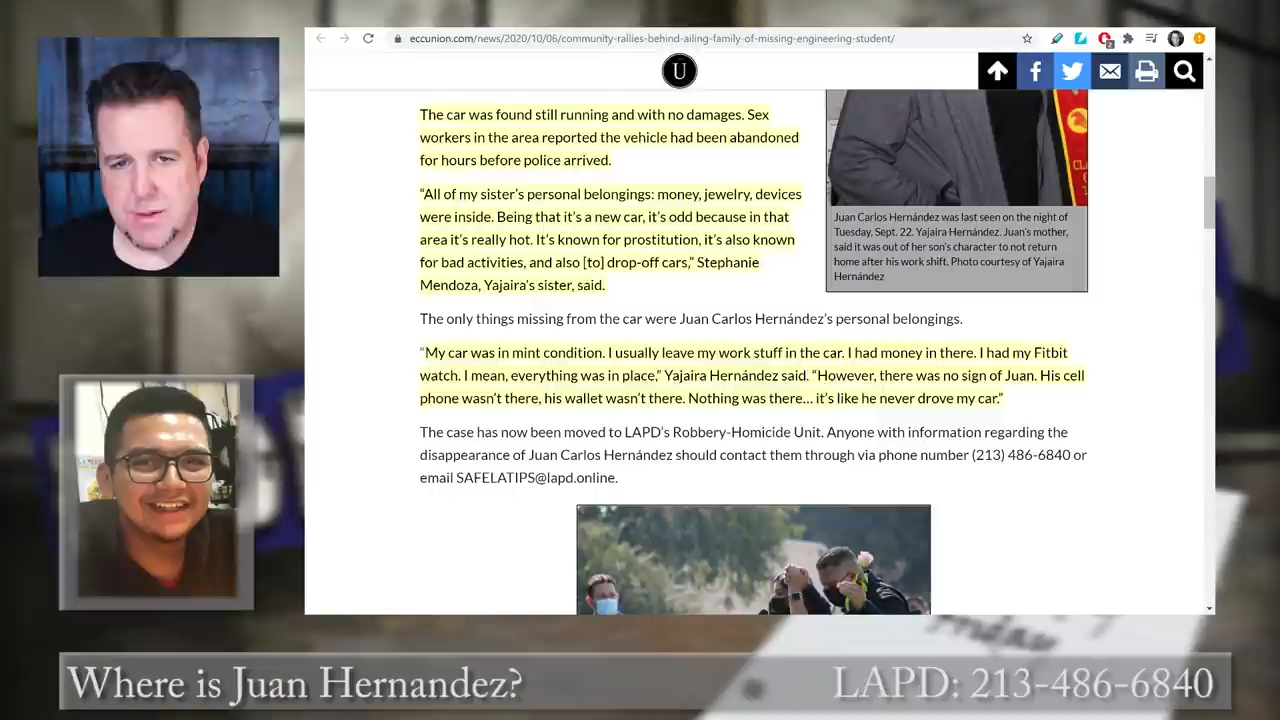 eccunion.com/news/2020/10/06/community-rallies-behind-ailing-family-of-missing-engineering-student/
U
The car was found still running and with no damages. Sex
workers in the area reported the vehicle had been abandoned
for hours before police arrived.
“All of my sister’s personal belongings: money, jewelry, devices
were inside. Being that it’s a new car, it’s odd because in that
area it’s really hot. It’s known for prostitution, it’s also known
for bad activities, and also [to] drop-off cars,” Stephanie
Mendoza, Yajaira’s sister, said.
Juan Carlos Hernández was last seen on the night of
Tuesday, Sept. 22. Yajaira Hernández. Juan’s mother,
said it was out of her son’s character to not return
home after his work shift. Photo courtesy of Yajaira
Hernández
The only things missing from the car were Juan Carlos Hernández’s personal belongings.
“My car was in mint condition. I usually leave my work stuff in the car. I had money in there. I had my Fitbit
watch. I mean, everything was in place,” Yajaira Hernández said. “However, there was no sign of Juan. His cell
phone wasn’t there, his wallet wasn’t there. Nothing was there… it’s like he never drove my car.”
The case has now been moved to LAPD’s Robbery-Homicide Unit. Anyone with information regarding the
disappearance of Juan Carlos Hernández should contact them through via phone number (213) 486-6840 or
email SAFELATIPS@lapd.online.
Where is Juan Hernandez?
LAPD: 213-486-6840